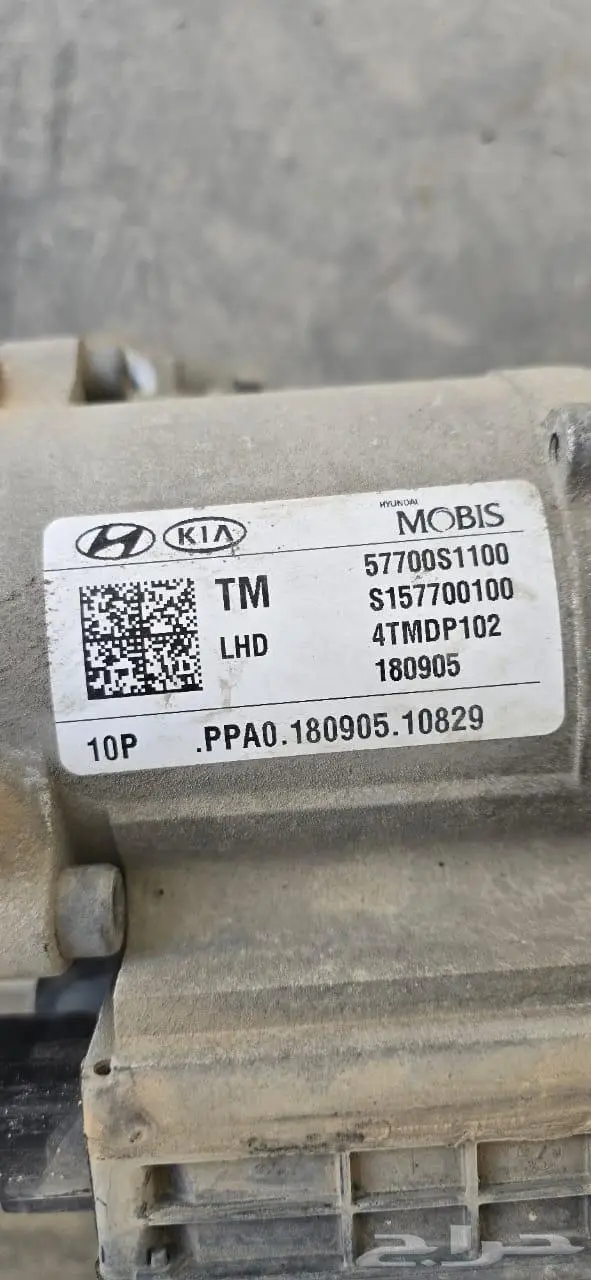 HYUNDAI
KIA MOBIS
57700S1100
TM S157700100
LHD 4TMDP102
180905
10P .PPA0.180905.10829
حراج